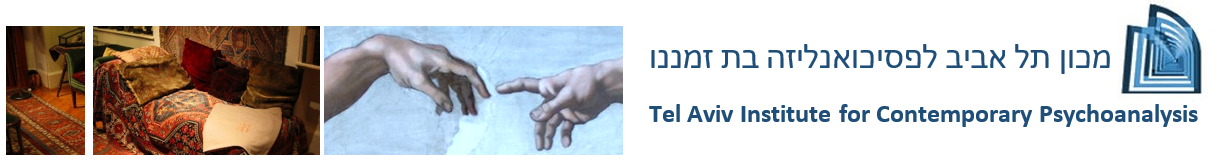 מכון תל אביב לפסיכואנליזה בת זמננו
Tel Aviv Institute for Contemporary Psychoanalysis